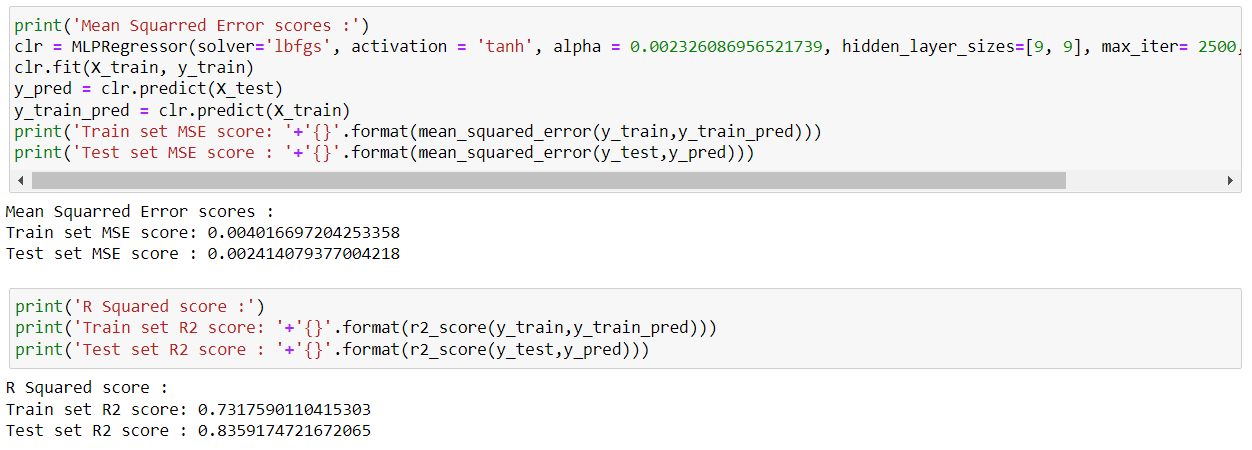 print('Mean Squarred Error scores :')
clr = MLPRegressor(solver='lbfgs', activation = 'tanh', alpha = 0.002326086956521739, hidden_layer_sizes=[9, 9], max_iter= 2500,
clr.fit(X_train, y_train)
y_pred = clr.predict(X_test)
y_train_pred = clr.predict(X_train)
print('Train set MSE score: '+'{}'.format(mean_squared_error(y_train,y_train_pred)))
print('Test set MSE score : '+'{}'.format(mean_squared_error(y_test,y_pred)))
Mean Squarred Error scores :
Train set MSE score: 0.004016697204253358
Test set MSE score : 0.002414079377004218
print('R Squared score :')
print('Train set R2 score: '+'{}'.format(r2_score(y_train,y_train_pred)))
print('Test set R2 score : '+'{}'.format(r2_score(y_test,y_pred)))
R Squared score :
Train set R2 score: 0.7317590110415303
Test set R2 score : 0.8359174721672065